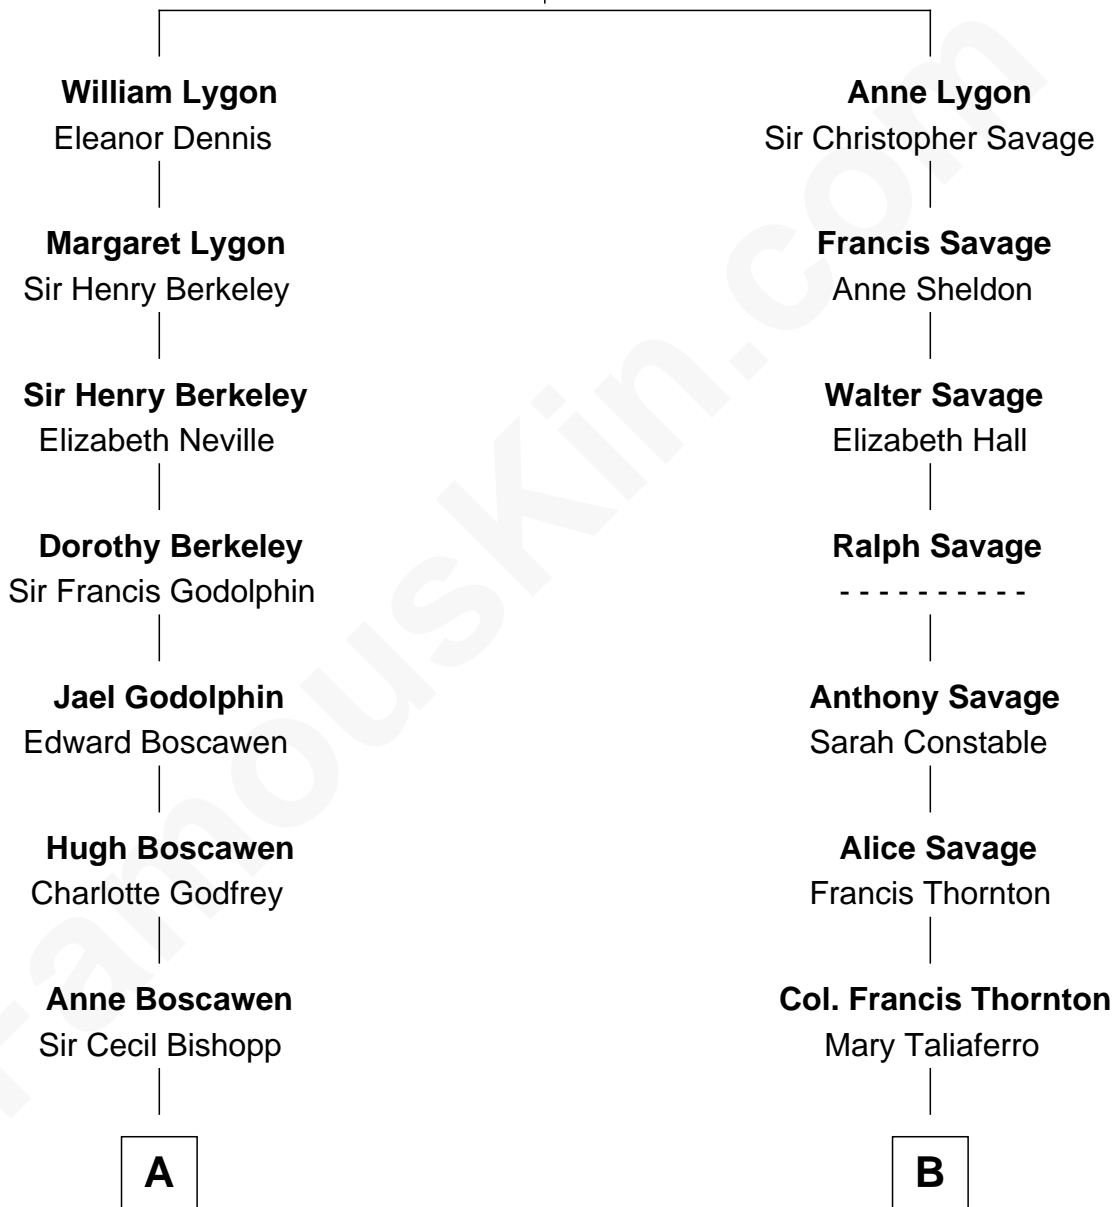 William Lygon
Eleanor Dennis
Margaret Lygon
Sir Henry Berkeley
Sir Henry Berkeley
Elizabeth Neville
Dorothy Berkeley
Sir Francis Godolphin
Jael Godolphin
Edward Boscawen
Hugh Boscawen
Charlotte Godfrey
Anne Boscawen
Sir Cecil Bishopp
A
Anne Lygon
Sir Christopher Savage
Francis Savage
Anne Sheldon
Walter Savage
Elizabeth Hall
Ralph Savage
- - - - - - - - - -
Anthony Savage
Sarah Constable
Alice Savage
Francis Thornton
Col. Francis Thornton
Mary Taliaferro
B
FamousKin.com